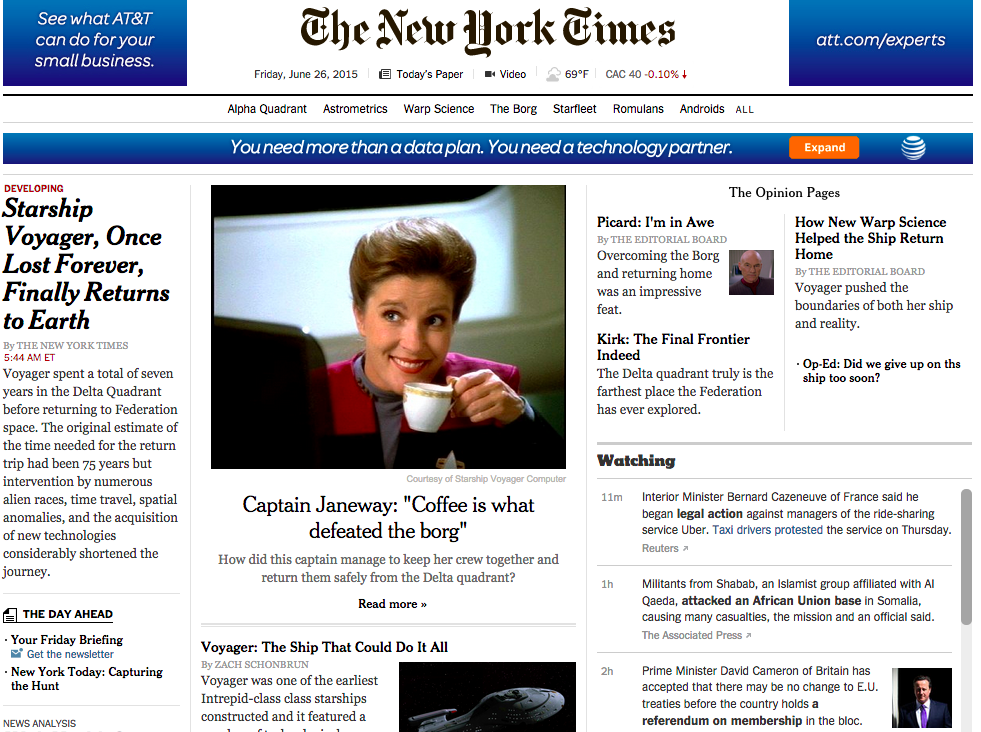 See what AT&T
can do for your
small business.
The New York Times
att.com/experts
Friday, June 26, 2015
Today's Paper
Video
69°F
CAC 40 -0.10%
Alpha Quadrant
Astrometrics
Warp Science
The Borg
Starfleet
Romulans
Androids
ALL
You need more than a data plan. You need a technology partner.
Expand
DEVELOPING
Starship
Voyager, Once
Lost Forever,
Finally Returns
to Earth
By THE NEW YORK TIMES
5:44 AM ET
Voyager spent a total of seven
years in the Delta Quadrant
before returning to Federation
space. The original estimate of
the time needed for the return
trip had been 75 years but
intervention by numerous
alien races, time travel, spatial
anomalies, and the acquisition
of new technologies
considerably shortened the
journey.
THE DAY AHEAD
· Your Friday Briefing
Get the newsletter
· New York Today: Capturing
the Hunt
NEWS ANALYSIS
Courtesy of Starship Voyager Computer
Captain Janeway: "Coffee is what
defeated the borg"
How did this captain manage to keep her crew together and
return them safely from the Delta quadrant?
Read more »
Voyager: The Ship That Could Do It All
By ZACH SCHONBRUN
Voyager was one of the earliest
Intrepid-class class starships
constructed and it featured a
The Opinion Pages
Picard: I'm in Awe
By THE EDITORIAL BOARD
Overcoming the Borg
and returning home
was an impressive
feat.
Kirk: The Final Frontier
Indeed
The Delta quadrant truly is the
farthest place the Federation
has ever explored.
How New Warp Science
Helped the Ship Return
Home
By THE EDITORIAL BOARD
Voyager pushed the
boundaries of both her ship
and reality.
· Op-Ed: Did we give up on ths
ship too soon?
Watching
11m
Interior Minister Bernard Cazeneuve of France said he
began legal action against managers of the ride-sharing
service Uber. Taxi drivers protested the service on Thursday.
Reuters
1h
Militants from Shabab, an Islamist group affiliated with Al
Qaeda, attacked an African Union base in Somalia,
causing many casualties, the mission and an official said.
The Associated Press
2h
Prime Minister David Cameron of Britain has
accepted that there may be no change to E.U.
treaties before the country holds a
referendum on membership in the bloc.